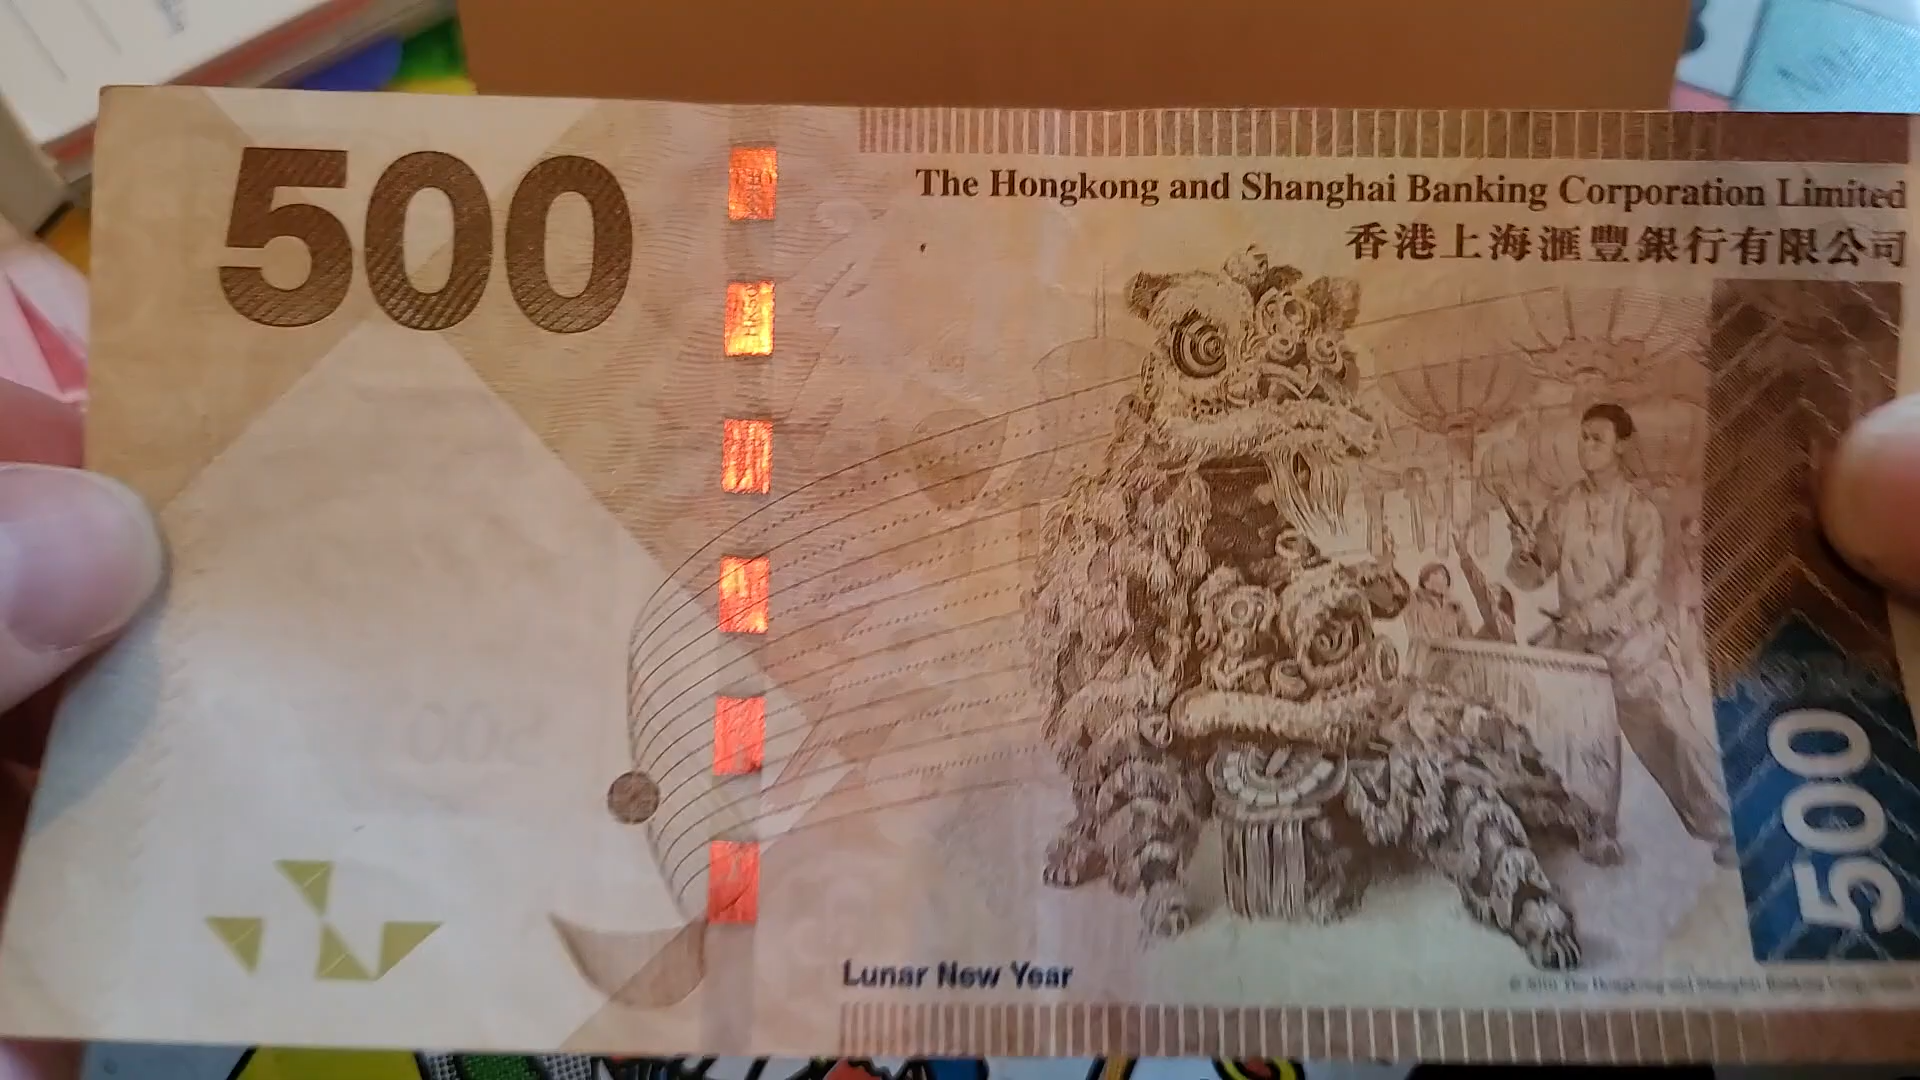 500
The Hongkong and Shanghai Banking Corporation Limited
香港上海滙豐銀行有限公司
500
500
Lunar New Year